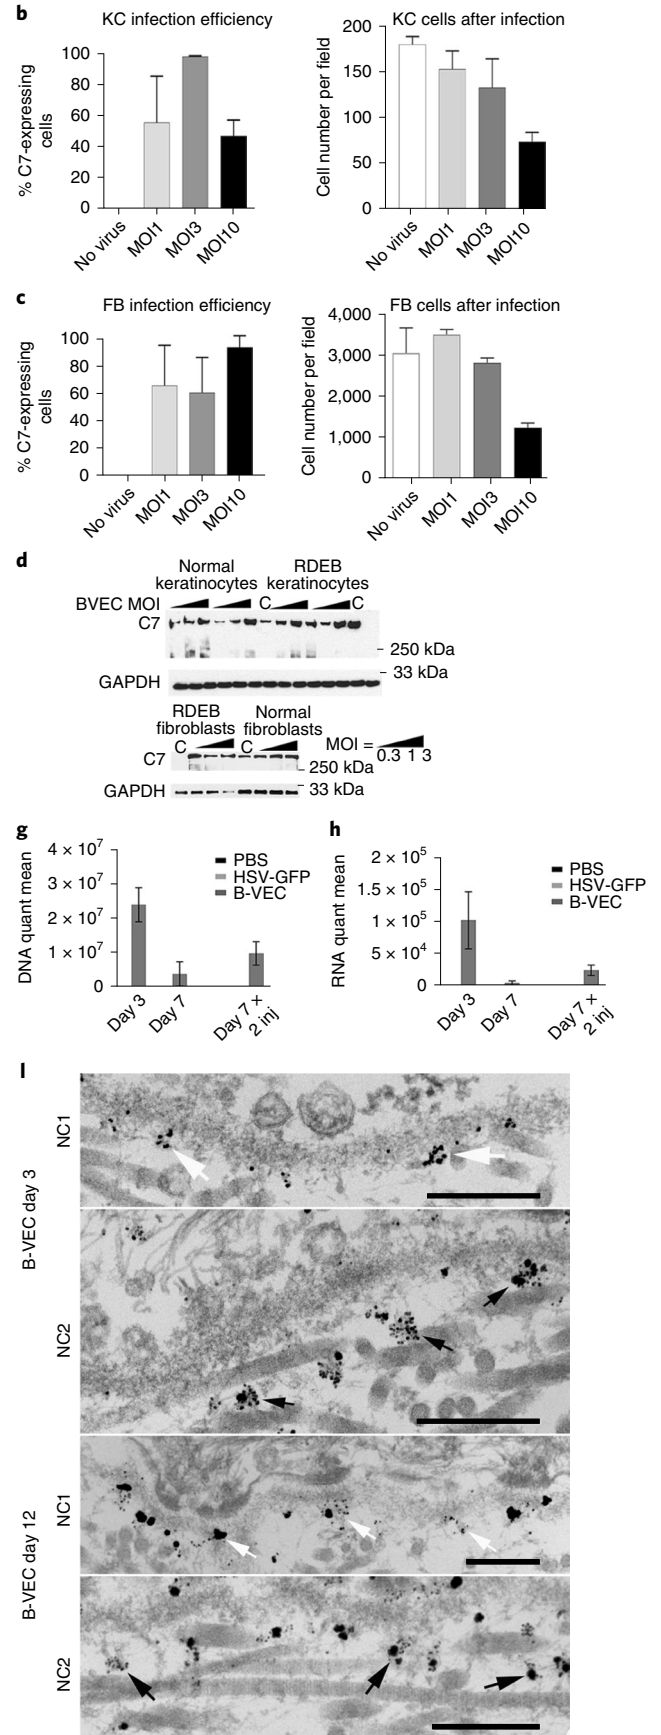 b
KC infection efficiency
KC cells after infection
% C7-expressing
cells
100
80
60
40
20
0
No virus
MOI1
MOI3
MOI10
Cell number per field
200
150
100
50
0
No virus
MOI1
MOI3
MOI10
c
FB infection efficiency
FB cells after infection
% C7-expressing
cells
100
80
60
40
20
0
No virus
MOI1
MOI3
MOI10
Cell number per field
4,000
3,000
2,000
1,000
0
No virus
MOI1
MOI3
MOI10
d
Normal
keratinocytes
RDEB
keratinocytes
BVEC MOI
C
C
C7
250 kDa
33 kDa
GAPDH
RDEB
fibroblasts
Normal
fibroblasts
C
C
MOI =
0.3 1 3
C7
250 kDa
GAPDH
33 kDa
g
DNA quant mean
4 × 10⁷
3 × 10⁷
2 × 10⁷
1 × 10⁷
0
PBS
HSV-GFP
B-VEC
Day 3
Day 7
Day 7 ×
2 inj
h
RNA quant mean
2 × 10⁵
1.5 × 10⁵
1 × 10⁵
5 × 10⁴
0
PBS
HSV-GFP
B-VEC
Day 3
Day 7
Day 7 ×
2 inj
l
B-VEC day 3
NC1
NC2
B-VEC day 12
NC1
NC2